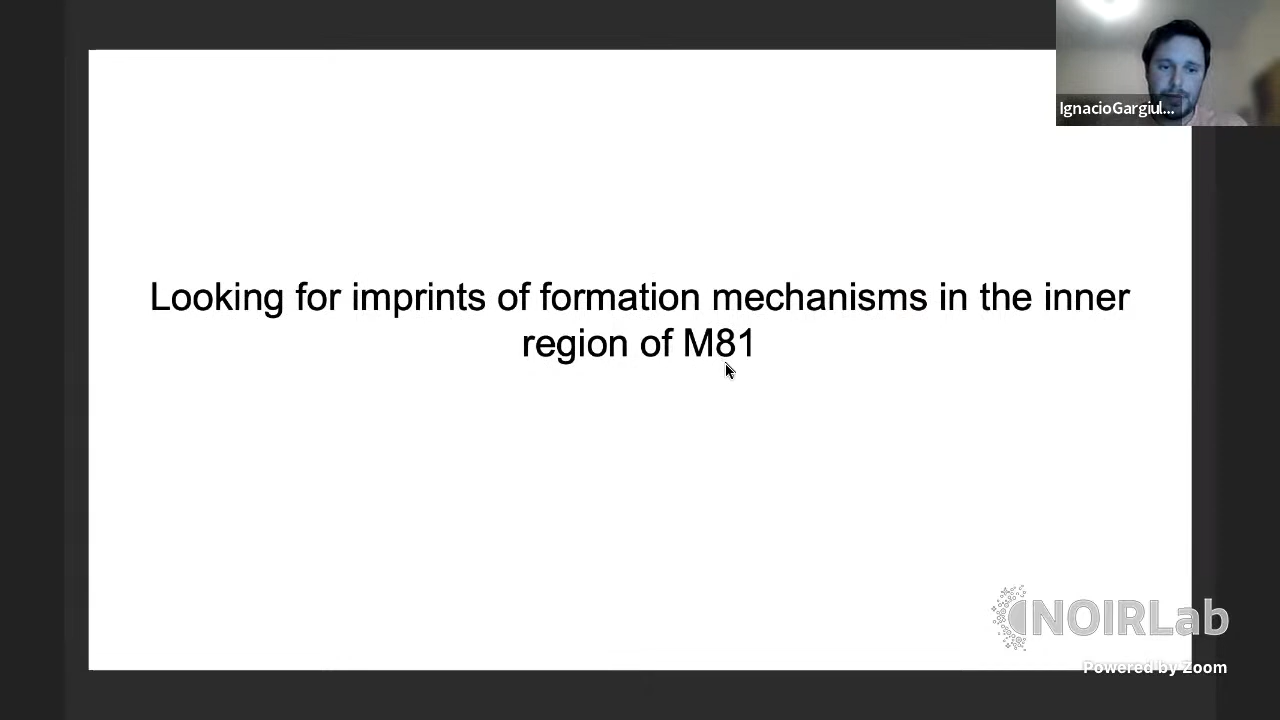 IgnacioGargiul...
Looking for imprints of formation mechanisms in the inner
region of M81
NOIRLab
Powered by Zoom